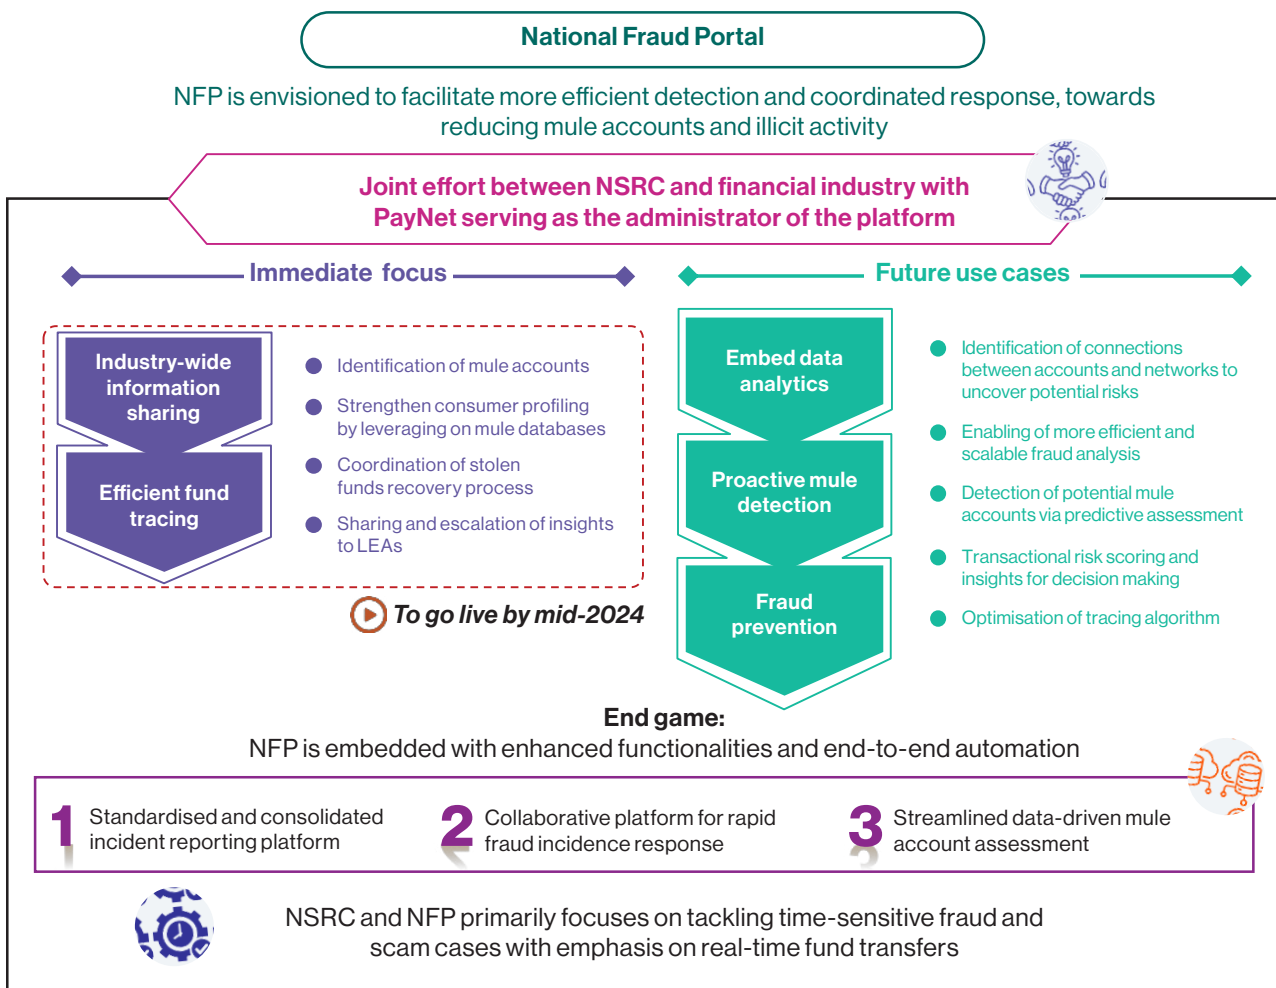 National Fraud Portal
NFP is envisioned to facilitate more efficient detection and coordinated response, towards
reducing mule accounts and illicit activity
Joint effort between NSRC and financial industry with
PayNet serving as the administrator of the platform
Immediate focus
Industry-wide
information
sharing
Efficient fund
tracing
Identification of mule accounts
Strengthen consumer profiling
by leveraging on mule databases
Coordination of stolen
funds recovery process
Sharing and escalation of insights
to LEAs
To go live by mid-2024
Future use cases
Embed data
analytics
Proactive mule
detection
Fraud
prevention
Identification of connections
between accounts and networks to
uncover potential risks
Enabling of more efficient and
scalable fraud analysis
Detection of potential mule
accounts via predictive assessment
Transactional risk scoring and
insights for decision making
Optimisation of tracing algorithm
End game:
NFP is embedded with enhanced functionalities and end-to-end automation
1
Standardised and consolidated
incident reporting platform
2
Collaborative platform for rapid
fraud incidence response
3
Streamlined data-driven mule
account assessment
NSRC and NFP primarily focuses on tackling time-sensitive fraud and
scam cases with emphasis on real-time fund transfers